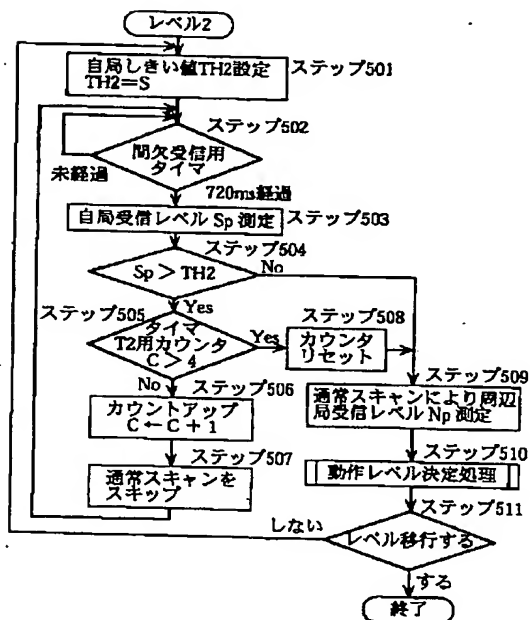 レベル2
自局しきい値TH2設定
TH2=S
ステップ501
ステップ502
間欠受信用
タイマ
未経過
720ms経過
自局受信レベル Sp 測定
ステップ503
ステップ504
Sp > TH2
No
Yes
ステップ505
タイマ
T2用カウンタ
C > 4
Yes
ステップ508
カウンタ
リセット
No
ステップ506
カウントアップ
C ← C + 1
ステップ507
通常スキャンを
スキップ
ステップ509
通常スキャンにより周辺
局受信レベル Np 測定
ステップ510
動作レベル決定処理
ステップ511
しない
レベル移行する
する
終了